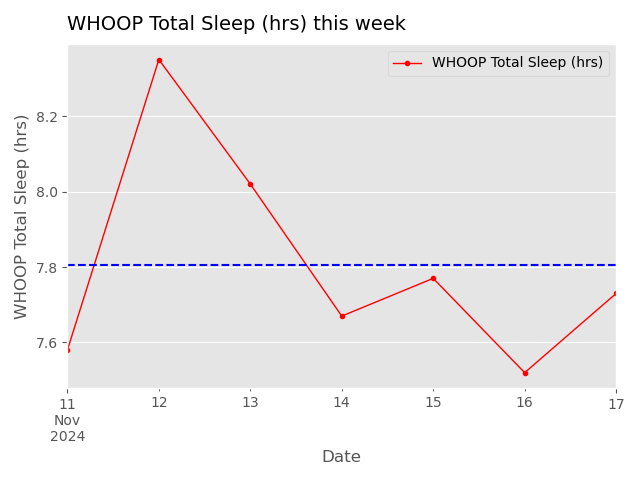 WHOOP Total Sleep (hrs) this week
WHOOP Total Sleep (hrs)
WHOOP Total Sleep (hrs)
8.2
8.0
7.8
7.6
11 12 13 14 15 16 17
Nov
2024
Date